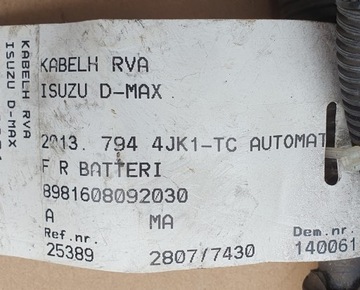 KABELH RVA
ISUZU D-MAX
KABELH RVA
ISUZU D-MAX
2013. 794 4JK1-TC AUTOMAT
F R BATTERI
8981608092030
A MA
Ref.nr. Dem.nr.
25389 2807/7430 140061